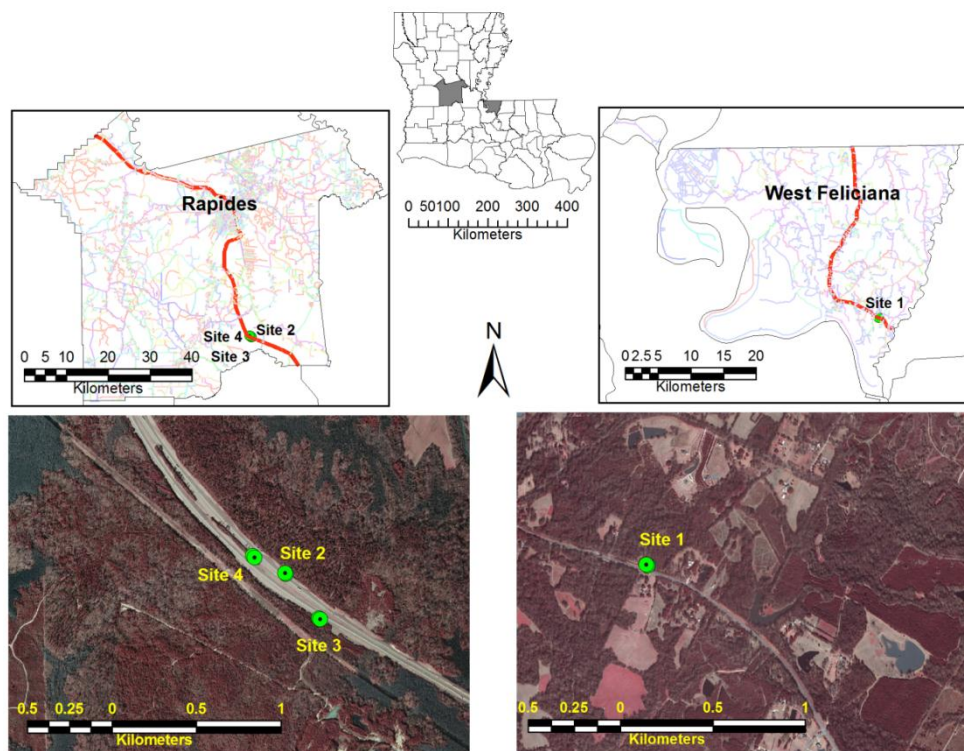 0 50100 200 300 400
Kilometers
Rapides
Site 4 Site 2
Site 3
0 5 10 20 30 40
Kilometers
N
West Feliciana
Site 1
0 2.5 5 10 15 20
Kilometers
Site 2
Site 4
Site 3
0.5 0.25 0 0.5 1
Kilometers
Site 1
0.5 0.25 0 0.5 1
Kilometers